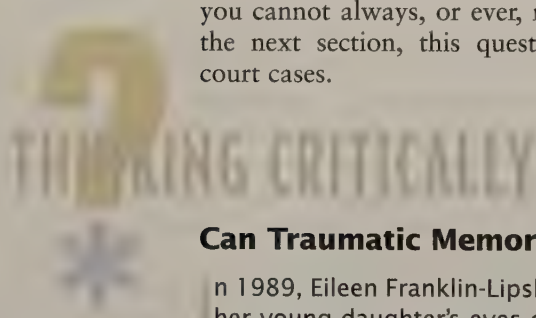 you cannot always, or ever,
the next section, this quest
court cases.
THINKING CRITICALLY
Can Traumatic Memor
n 1989, Eileen Franklin-Lipsl
her young daughter's eyes